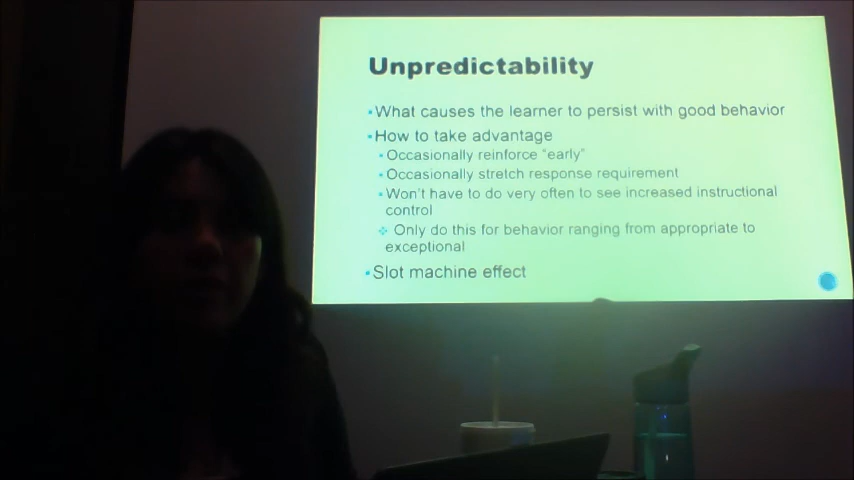 Unpredictability
▪What causes the learner to persist with good behavior
▪How to take advantage
▪Occasionally reinforce "early"
▪Occasionally stretch response requirement
▪Won't have to do very often to see increased instructional
control
❖ Only do this for behavior ranging from appropriate to
exceptional
▪Slot machine effect